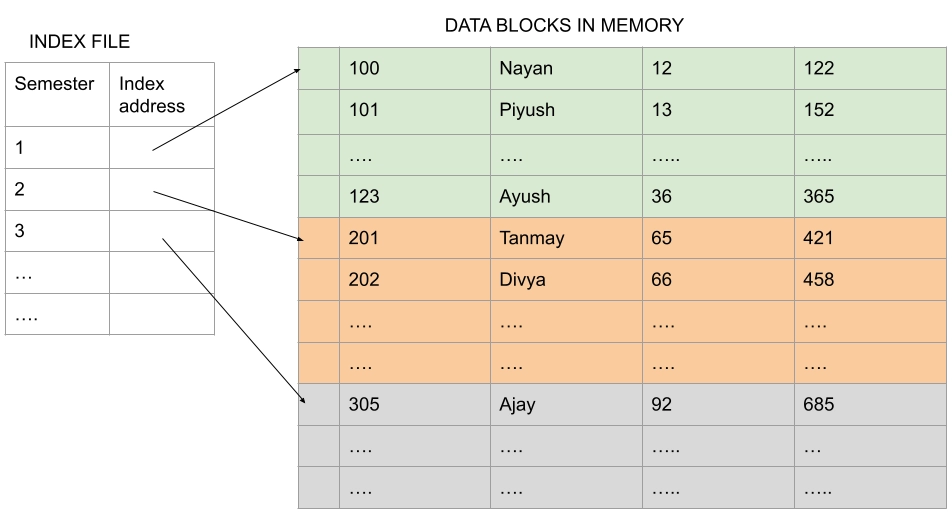 DATA BLOCKS IN MEMORY
INDEX FILE
Semester Index address
1
2
3
...
....
100 Nayan 12 122
101 Piyush 13 152
.... .... ..... .....
123 Ayush 36 365
201 Tanmay 65 421
202 Divya 66 458
.... .... .... ....
.... .... .... ....
305 Ajay 92 685
.... .... ..... ...
.... .... ..... .....